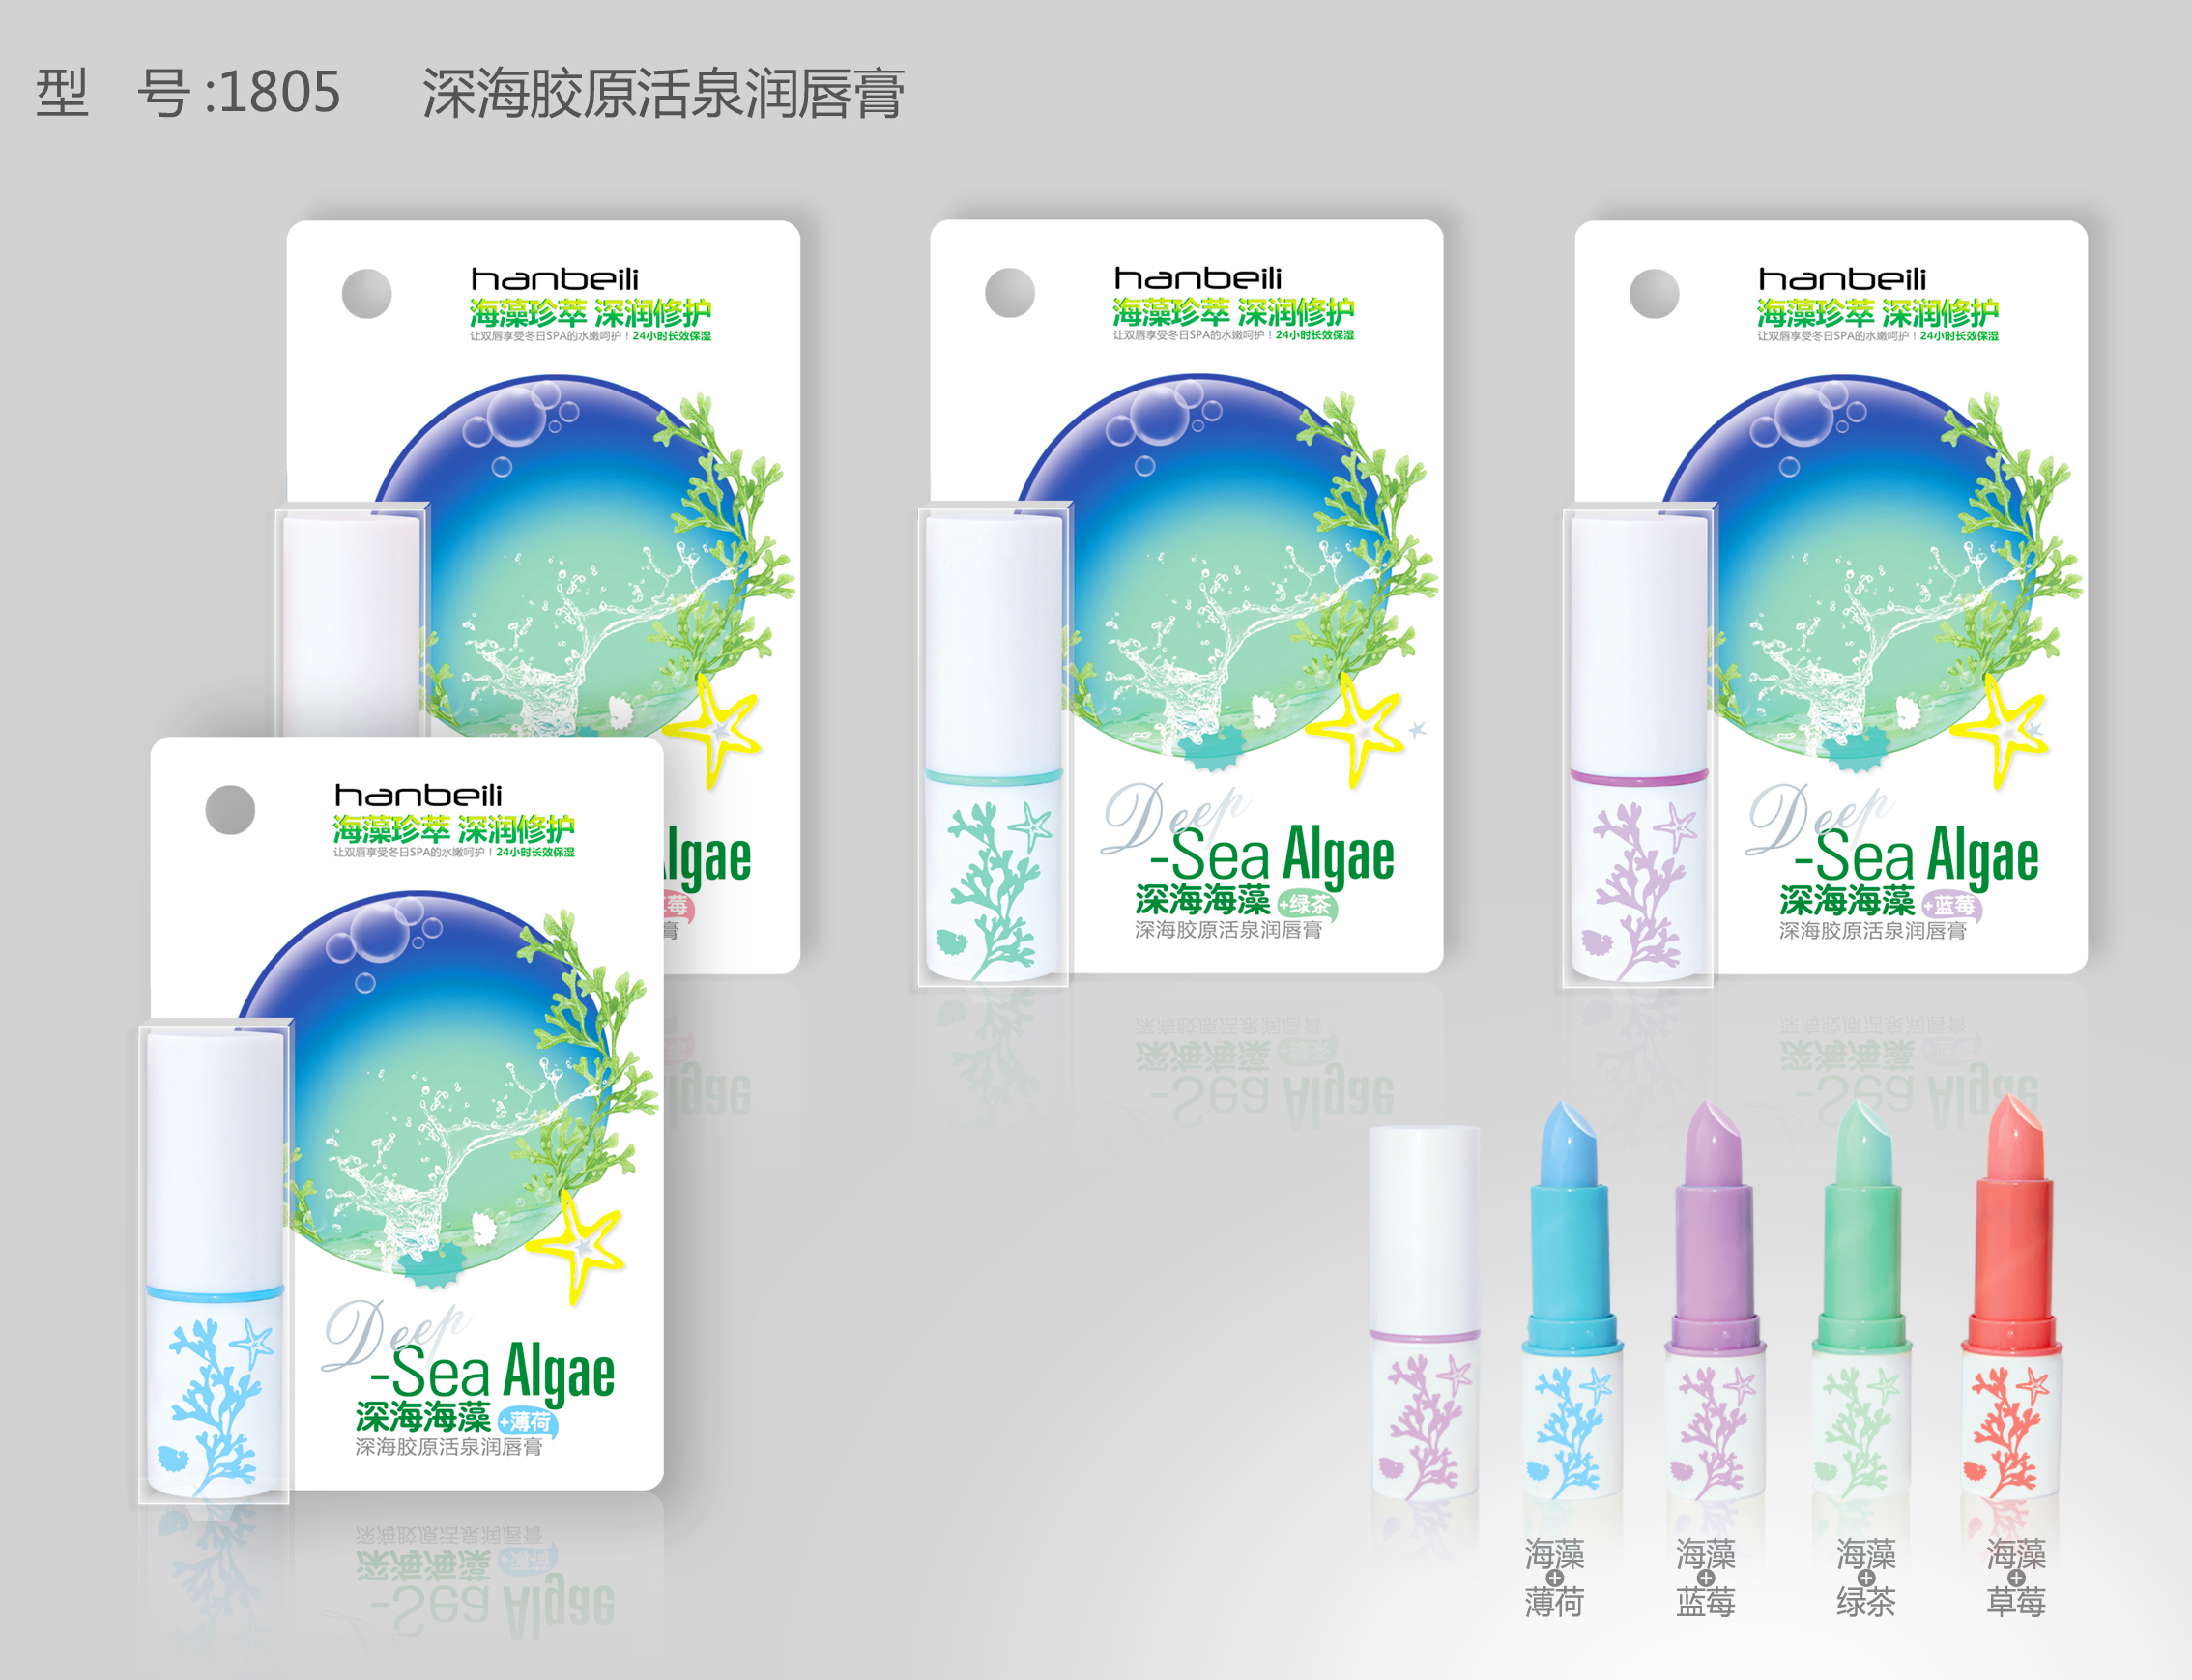 型 号:1805 深海胶原活泉润唇膏
hanbeili
海藻珍萃 深润修护
让双唇享受冬日SPA的水嫩呵护！24小时长效保湿
Algae
莓
膏
hanbeili
海藻珍萃 深润修护
让双唇享受冬日SPA的水嫩呵护！24小时长效保湿
Deep
-Sea Algae
深海海藻 +绿茶
深海胶原活泉润唇膏
hanbeili
海藻珍萃 深润修护
让双唇享受冬日SPA的水嫩呵护！24小时长效保湿
Deep
-Sea Algae
深海海藻 +蓝莓
深海胶原活泉润唇膏
hanbeili
海藻珍萃 深润修护
让双唇享受冬日SPA的水嫩呵护！24小时长效保湿
Deep
-Sea Algae
深海海藻 +薄荷
深海胶原活泉润唇膏
海藻 海藻 海藻 海藻
+ + + +
薄荷 蓝莓 绿茶 草莓